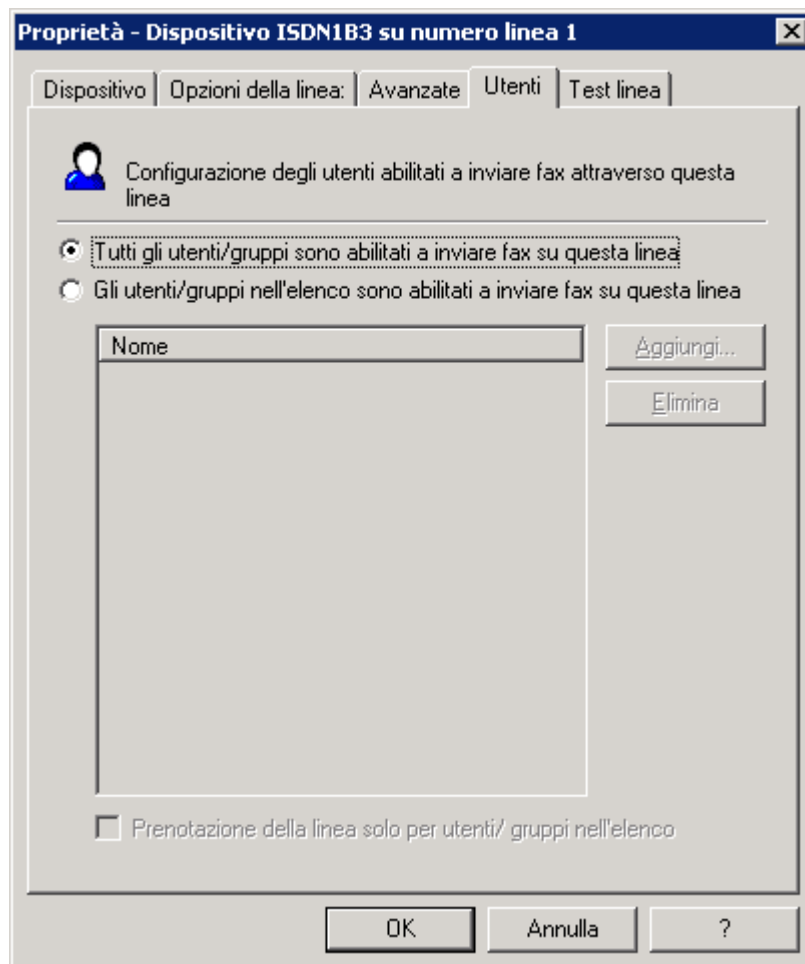 Proprietà - Dispositivo ISDN1B3 su numero linea 1
Dispositivo
Opzioni della linea:
Avanzate
Utenti
Test linea
Configurazione degli utenti abilitati a inviare fax attraverso questa
linea
Tutti gli utenti/gruppi sono abilitati a inviare fax su questa linea
Gli utenti/gruppi nell'elenco sono abilitati a inviare fax su questa linea
Nome
Aggiungi...
Elimina
Prenotazione della linea solo per utenti/ gruppi nell'elenco
OK
Annulla
?